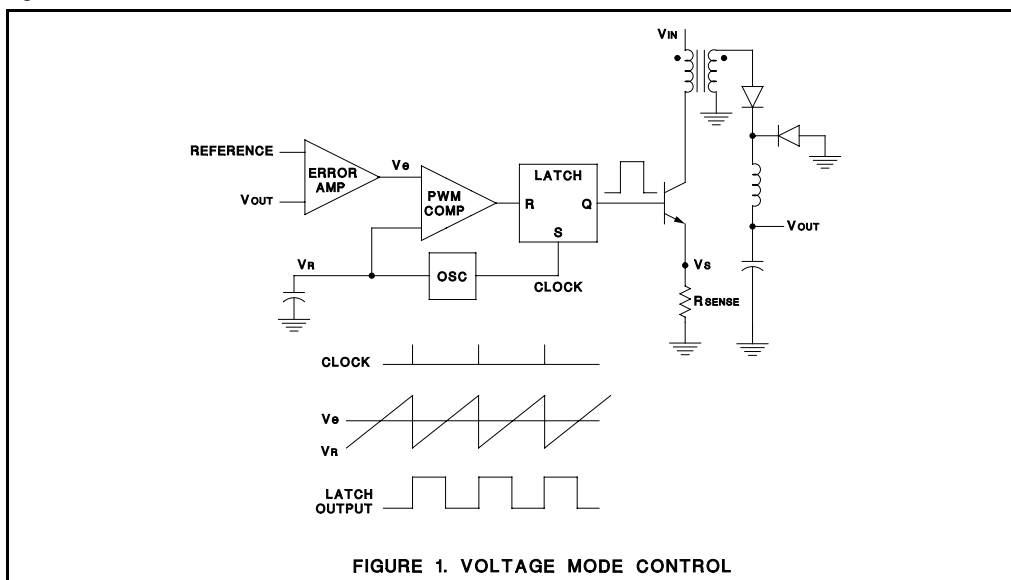 VIN
REFERENCE
ERROR
AMP
Ve
VOUT
PWM
COMP
LATCH
R
Q
S
VOUT
VR
OSC
CLOCK
VS
RSENSE
CLOCK
Ve
VR
LATCH
OUTPUT
FIGURE 1. VOLTAGE MODE CONTROL